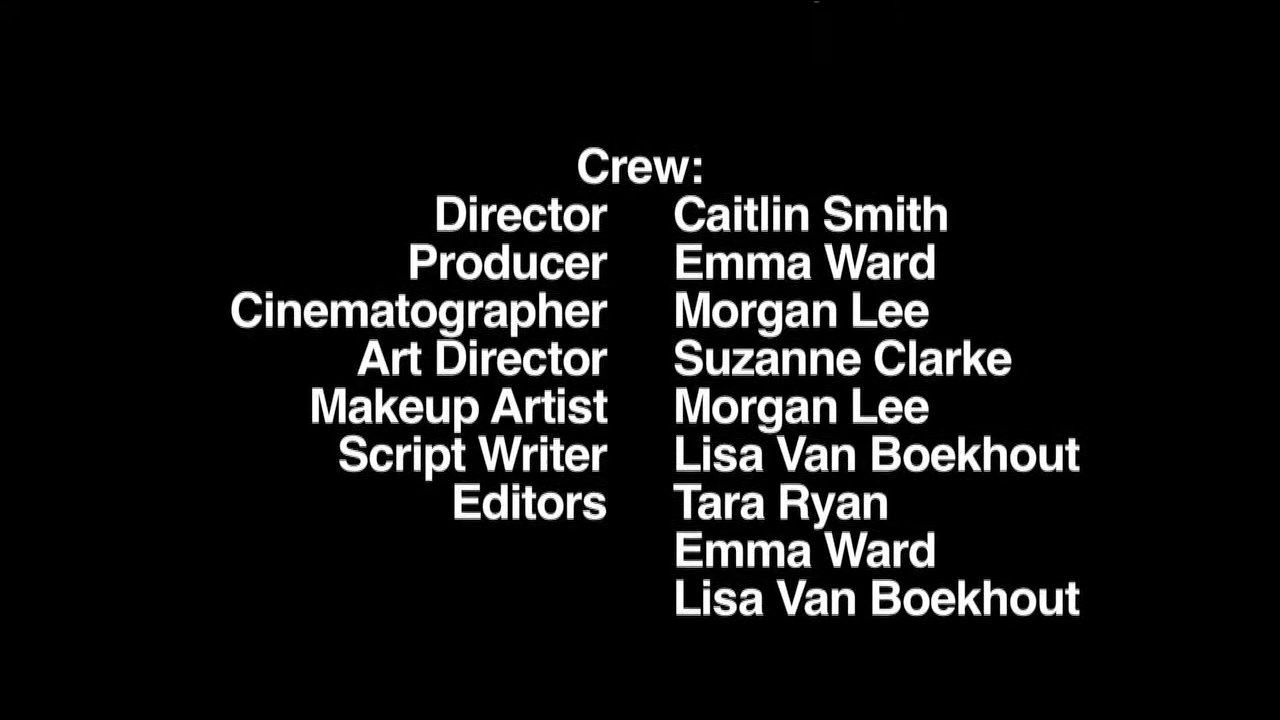 Crew:
Director Caitlin Smith
Producer Emma Ward
Cinematographer Morgan Lee
Art Director Suzanne Clarke
Makeup Artist Morgan Lee
Script Writer Lisa Van Boekhout
Editors Tara Ryan
Emma Ward
Lisa Van Boekhout